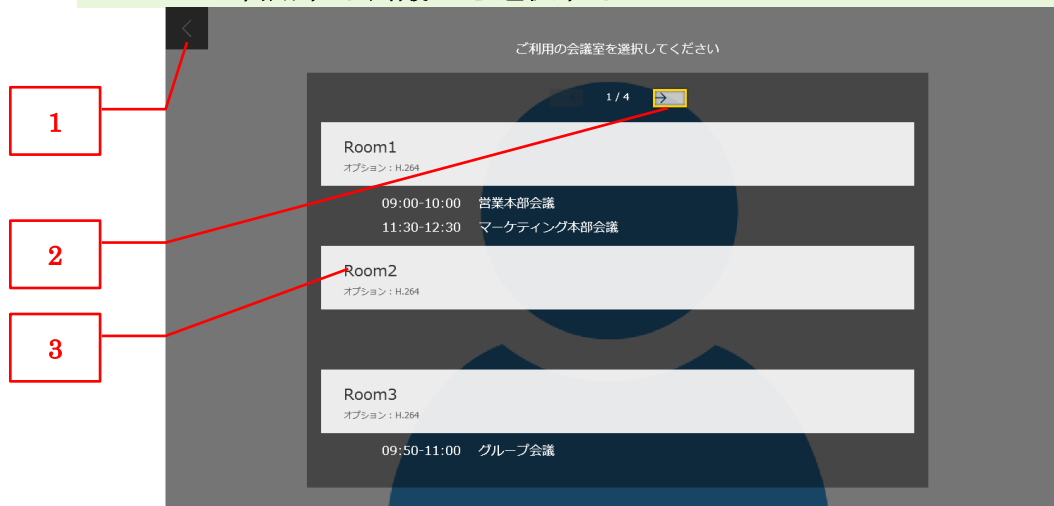 ご利用の会議室を選択してください
1
1 / 4
Room1
オプション : H.264
09:00-10:00 営業本部会議
11:30-12:30 マーケティング本部会議
2
Room2
オプション : H.264
3
Room3
オプション : H.264
09:50-11:00 グループ会議